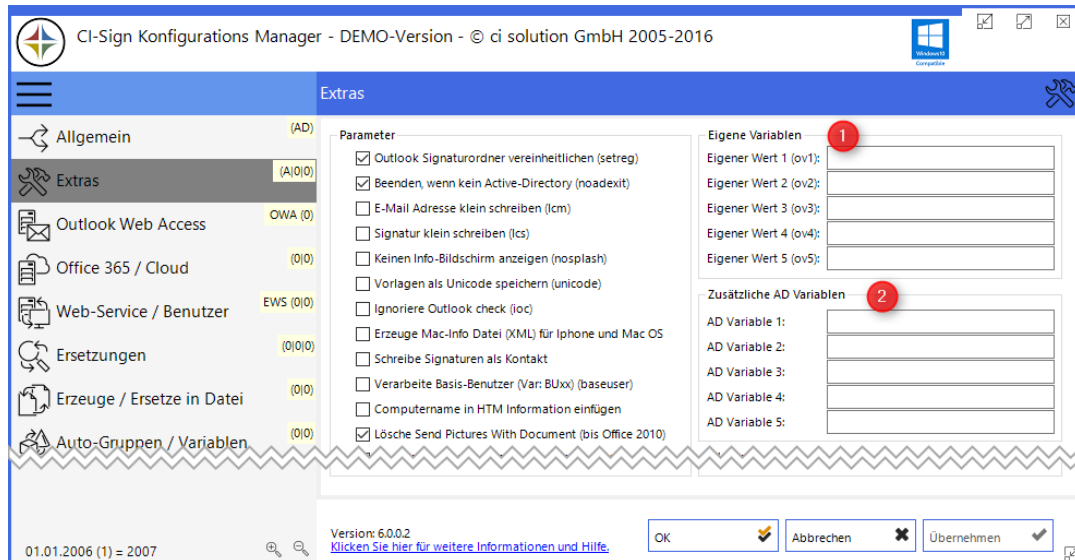 CI-Sign Konfigurations Manager - DEMO-Version - © ci solution GmbH 2005-2016
Windows10
Compatible
Extras
Allgemein (AD)
Extras (A|0|0)
Outlook Web Access OWA (0)
Office 365 / Cloud (0|0)
Web-Service / Benutzer EWS (0|0)
Ersetzungen (0|0|0)
Erzeuge / Ersetze in Datei (0|0)
Auto-Gruppen / Variablen (0|0)
01.01.2006 (1) = 2007
Parameter
Outlook Signaturordner vereinheitlichen (setreg)
Beenden, wenn kein Active-Directory (noadexit)
E-Mail Adresse klein schreiben (lcm)
Signatur klein schreiben (lcs)
Keinen Info-Bildschirm anzeigen (nosplash)
Vorlagen als Unicode speichern (unicode)
Ignoriere Outlook check (ioc)
Erzeuge Mac-Info Datei (XML) für Iphone und Mac OS
Schreibe Signaturen als Kontakt
Verarbeite Basis-Benutzer (Var: BUxx) (baseuser)
Computername in HTM Information einfügen
Lösche Send Pictures With Document (bis Office 2010)
Eigene Variablen 1
Eigener Wert 1 (ov1):
Eigener Wert 2 (ov2):
Eigener Wert 3 (ov3):
Eigener Wert 4 (ov4):
Eigener Wert 5 (ov5):
Zusätzliche AD Variablen 2
AD Variable 1:
AD Variable 2:
AD Variable 3:
AD Variable 4:
AD Variable 5:
Version: 6.0.0.2
Klicken Sie hier für weitere Informationen und Hilfe.
OK
Abbrechen
Übernehmen